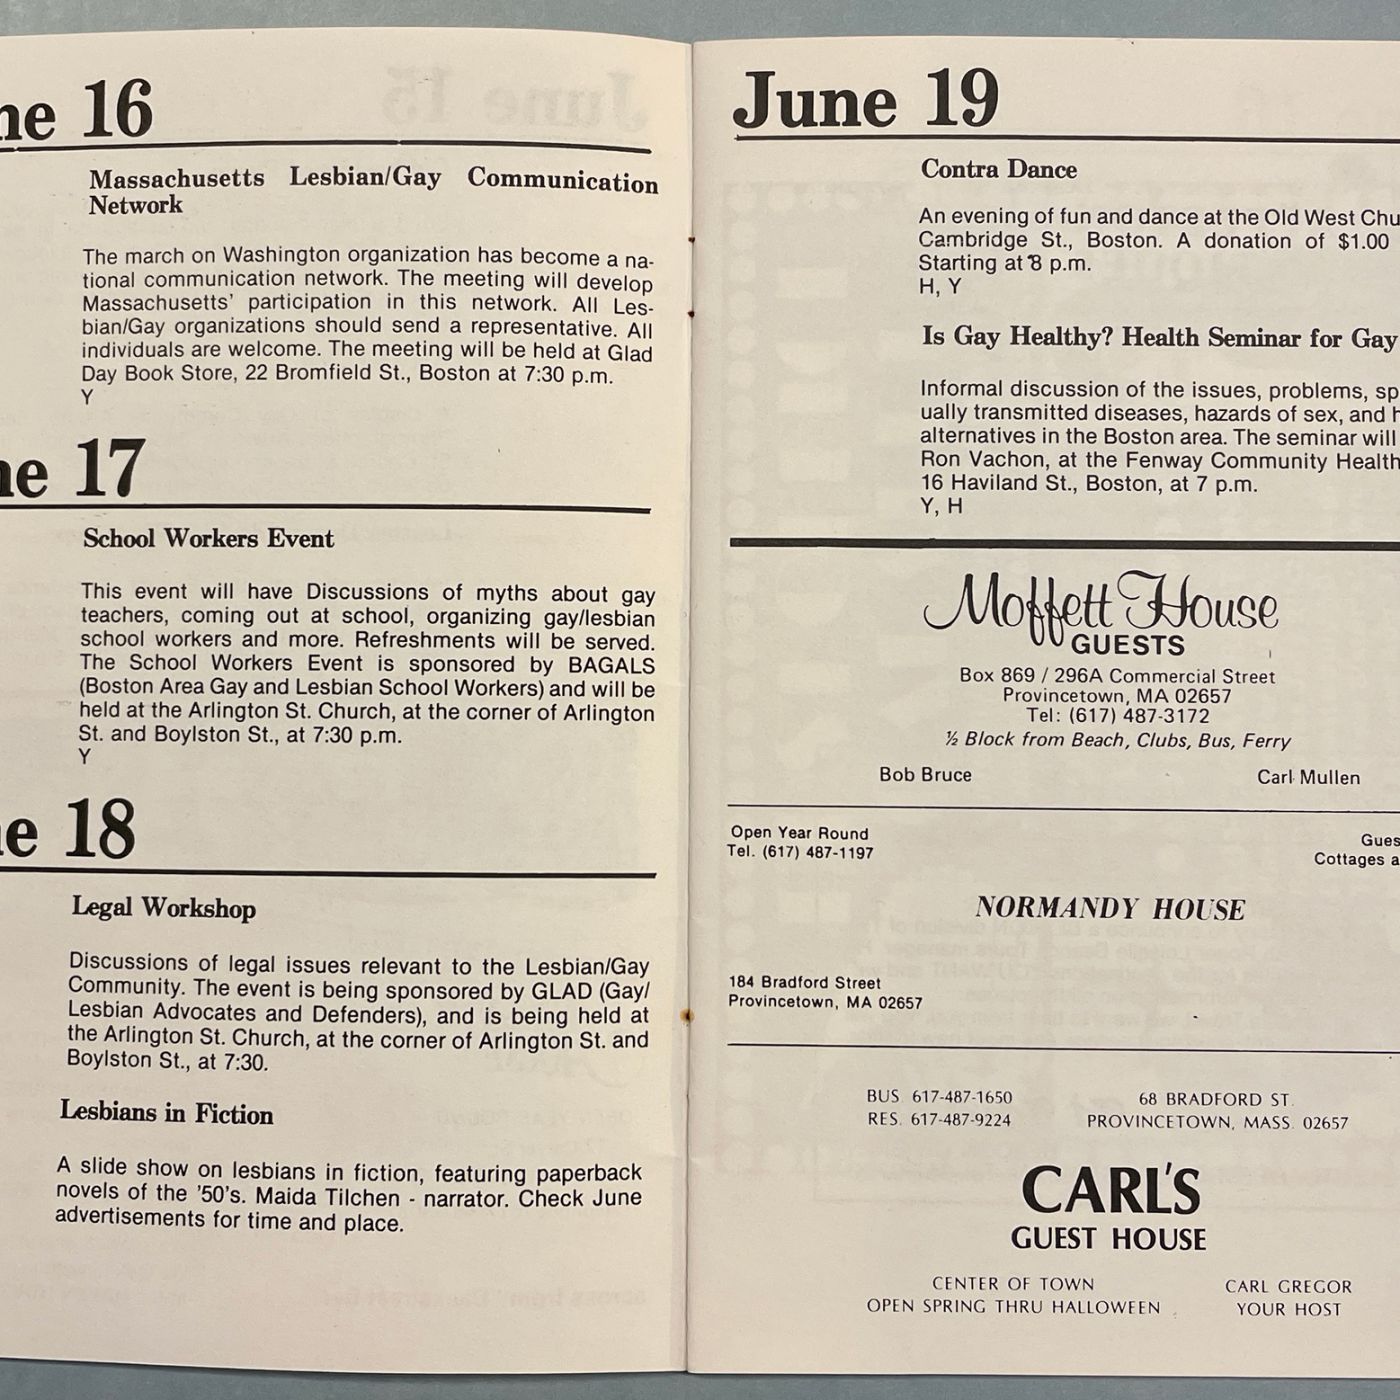 ne 16
Massachusetts Lesbian/Gay Communication
Network
The march on Washington organization has become a na-
tional communication network. The meeting will develop
Massachusetts' participation in this network. All Les-
bian/Gay organizations should send a representative. All
individuals are welcome. The meeting will be held at Glad
Day Book Store, 22 Bromfield St., Boston at 7:30 p.m.
Y
ne 17
School Workers Event
This event will have Discussions of myths about gay
teachers, coming out at school, organizing gay/lesbian
school workers and more. Refreshments will be served.
The School Workers Event is sponsored by BAGALS
(Boston Area Gay and Lesbian School Workers) and will be
held at the Arlington St. Church, at the corner of Arlington
St. and Boylston St., at 7:30 p.m.
Y
e 18
Legal Workshop
Discussions of legal issues relevant to the Lesbian/Gay
Community. The event is being sponsored by GLAD (Gay/
Lesbian Advocates and Defenders), and is being held at
the Arlington St. Church, at the corner of Arlington St. and
Boylston St., at 7:30.
Lesbians in Fiction
A slide show on lesbians in fiction, featuring paperback
novels of the '50's. Maida Tilchen - narrator. Check June
advertisements for time and place.
June 19
Contra Dance
An evening of fun and dance at the Old West Chu
Cambridge St., Boston. A donation of $1.00
Starting at 8 p.m.
H, Y
Is Gay Healthy? Health Seminar for Gay
Informal discussion of the issues, problems, sp
ually transmitted diseases, hazards of sex, and h
alternatives in the Boston area. The seminar will
Ron Vachon, at the Fenway Community Health
16 Haviland St., Boston, at 7 p.m.
Y, H
Moffett House
GUESTS
Box 869 / 296A Commercial Street
Provincetown, MA 02657
Tel: (617) 487-3172
½ Block from Beach, Clubs, Bus, Ferry
Bob Bruce Carl Mullen
Open Year Round Gues
Tel. (617) 487-1197 Cottages a
NORMANDY HOUSE
184 Bradford Street
Provincetown, MA 02657
BUS 617-487-1650 68 BRADFORD ST.
RES. 617-487-9224 PROVINCETOWN, MASS. 02657
CARL'S
GUEST HOUSE
CENTER OF TOWN CARL GREGOR
OPEN SPRING THRU HALLOWEEN YOUR HOST